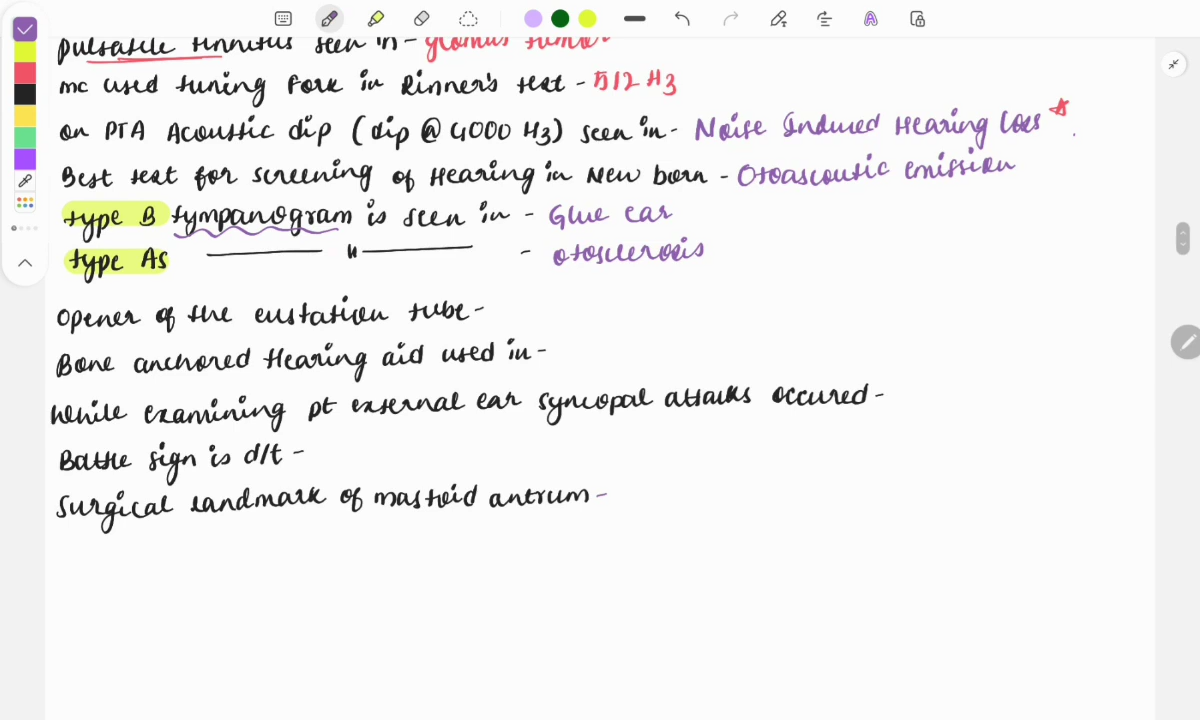 pulsatile tinnitus seen in - glomus tumor
mc used tuning fork in Rinner's test - 512 Hz
on PTA Acoustic dip (dip @ 4000 Hz) seen in - Noise Induced Hearing Loss
Best test for screening of Hearing in New born - Otoascoutic emission
type B tympanogram is seen in - Glue ear
type As —— " —— - otosclerosis
Opener of the eustation tube -
Bone anchored Hearing aid used in -
While examining pt external ear syncopal attacks occured -
Battle sign is d/t -
Surgical landmark of mastoid antrum -